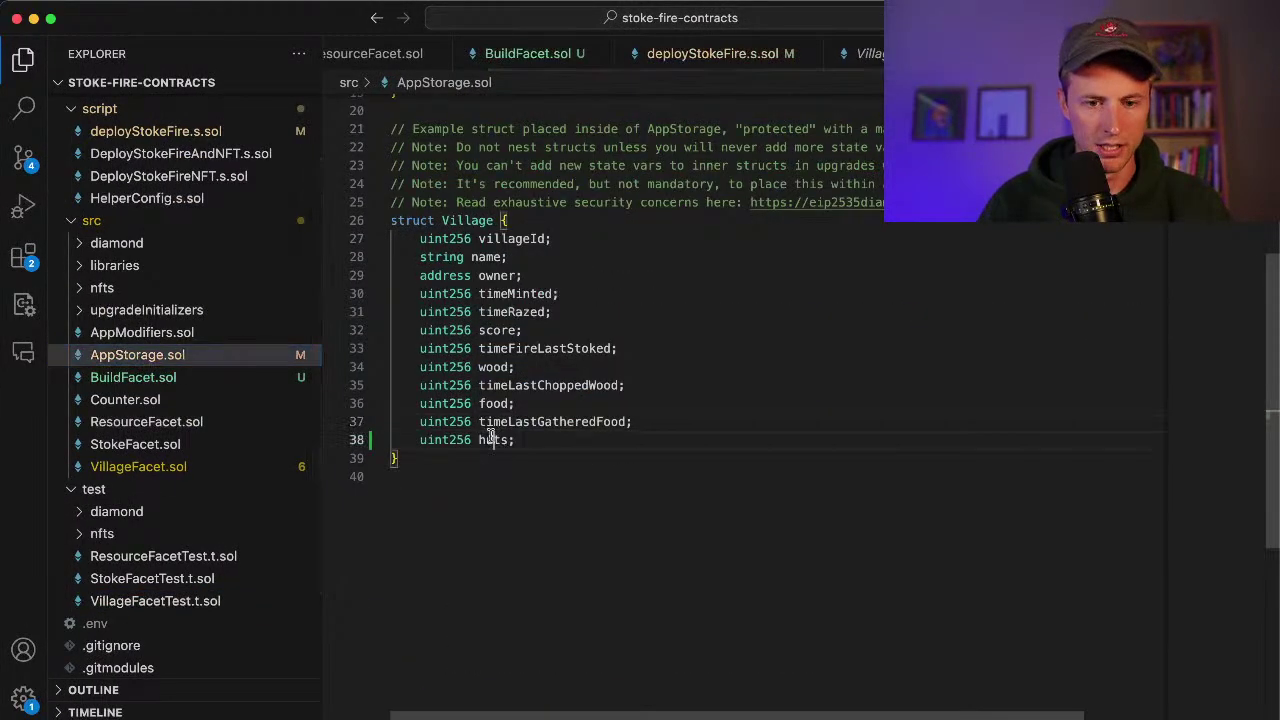 stoke-fire-contracts
EXPLORER
esourceFacet.sol
BuildFacet.sol U
deployStokeFire.s.sol M
Villag
STOKE-FIRE-CONTRACTS
src > AppStorage.sol
script
deployStokeFire.s.sol M
DeployStokeFireAndNFT.s.sol
DeployStokeFireNFT.s.sol
HelperConfig.s.sol
src
diamond
libraries
nfts
upgradeInitializers
AppModifiers.sol
AppStorage.sol M
BuildFacet.sol U
Counter.sol
ResourceFacet.sol
StokeFacet.sol
VillageFacet.sol 6
test
diamond
nfts
ResourceFacetTest.t.sol
StokeFacetTest.t.sol
VillageFacetTest.t.sol
.env
.gitignore
.gitmodules
OUTLINE
TIMELINE
4
2
1
20
21 // Example struct placed inside of AppStorage, "protected" with a ma
22 // Note: Do not nest structs unless you will never add more state va
23 // Note: You can't add new state vars to inner structs in upgrades
24 // Note: It's recommended, but not mandatory, to place this within
25 // Note: Read exhaustive security concerns here: https://eip2535dia
26 struct Village {
27 uint256 villageId;
28 string name;
29 address owner;
30 uint256 timeMinted;
31 uint256 timeRazed;
32 uint256 score;
33 uint256 timeFireLastStoked;
34 uint256 wood;
35 uint256 timeLastChoppedWood;
36 uint256 food;
37 uint256 timeLastGatheredFood;
38 uint256 huts;
39 }
40